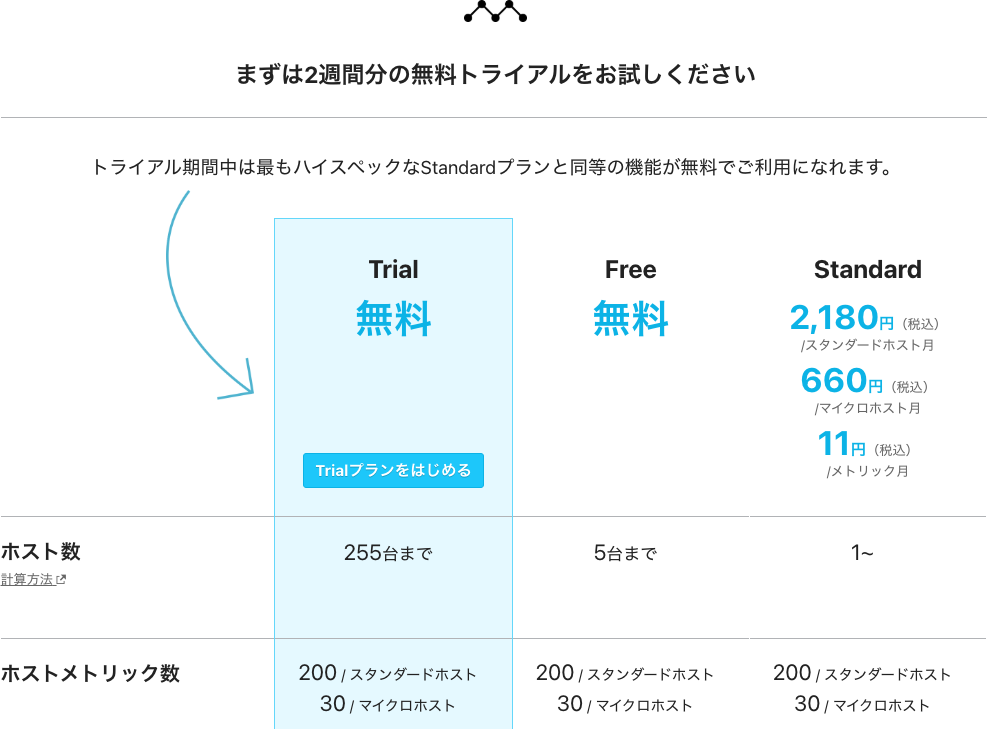 まずは2週間分の無料トライアルをお試しください
トライアル期間中は最もハイスペックなStandardプランと同等の機能が無料でご利用になれます。
Trial
無料
Trialプランをはじめる
Free
無料
Standard
2,180円（税込）
/スタンダードホスト月
660円（税込）
/マイクロホスト月
11円（税込）
/メトリック月
ホスト数
計算方法
255台まで
5台まで
1~
ホストメトリック数
200 / スタンダードホスト
30 / マイクロホスト
200 / スタンダードホスト
30 / マイクロホスト
200 / スタンダードホスト
30 / マイクロホスト